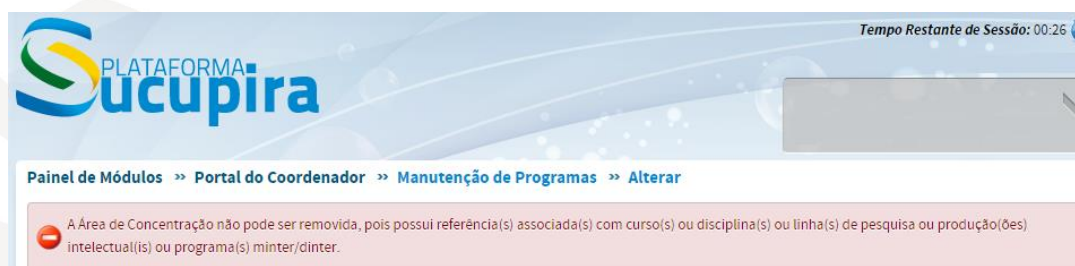 Tempo Restante de Sessão: 00:26
PLATAFORMA
Sucupira
Painel de Módulos » Portal do Coordenador » Manutenção de Programas » Alterar
A Área de Concentração não pode ser removida, pois possui referência(s) associada(s) com curso(s) ou disciplina(s) ou linha(s) de pesquisa ou produção(ões)
intelectual(is) ou programa(s) minter/dinter.